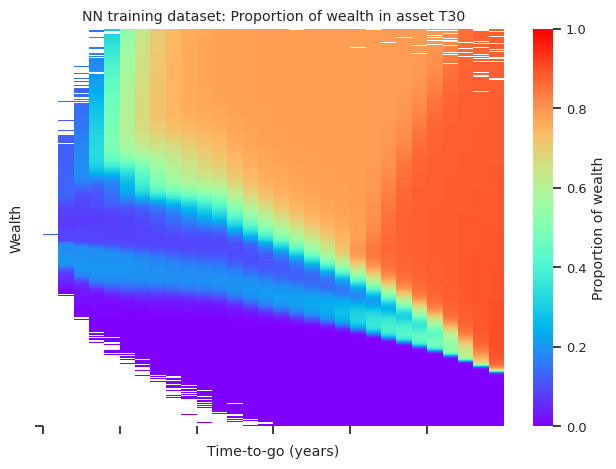 NN training dataset: Proportion of wealth in asset T30
Wealth
Time-to-go (years)
1.0
0.8
0.6
0.4
0.2
0.0
Proportion of wealth